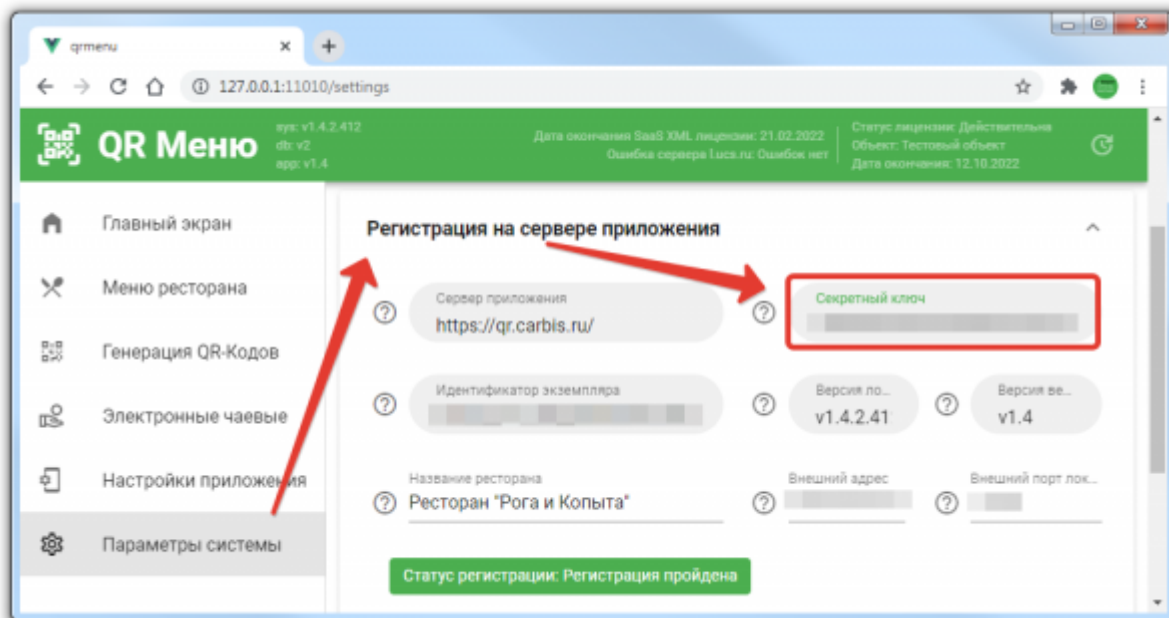 qrmenu
127.0.0.1:11010/settings
QR Меню
sys: v1.4.2.412
db: v2
app: v1.4
Дата окончания SaaS XML лицензии: 21.02.2022
Ошибка сервера l.ucs.ru: Ошибок нет
Статус лицензии: Действительна
Объект: Тестовый объект
Дата окончания: 12.10.2022
Главный экран
Меню ресторана
Генерация QR-Кодов
Электронные чаевые
Настройки приложения
Параметры системы
Регистрация на сервере приложения
Сервер приложения
https://qr.carbis.ru/
Секретный ключ
Идентификатор экземпляра
Версия ло...
v1.4.2.41
Версия ве...
v1.4
Название ресторана
Ресторан "Рога и Копыта"
Внешний адрес
Внешний порт лок...
Статус регистрации: Регистрация пройдена